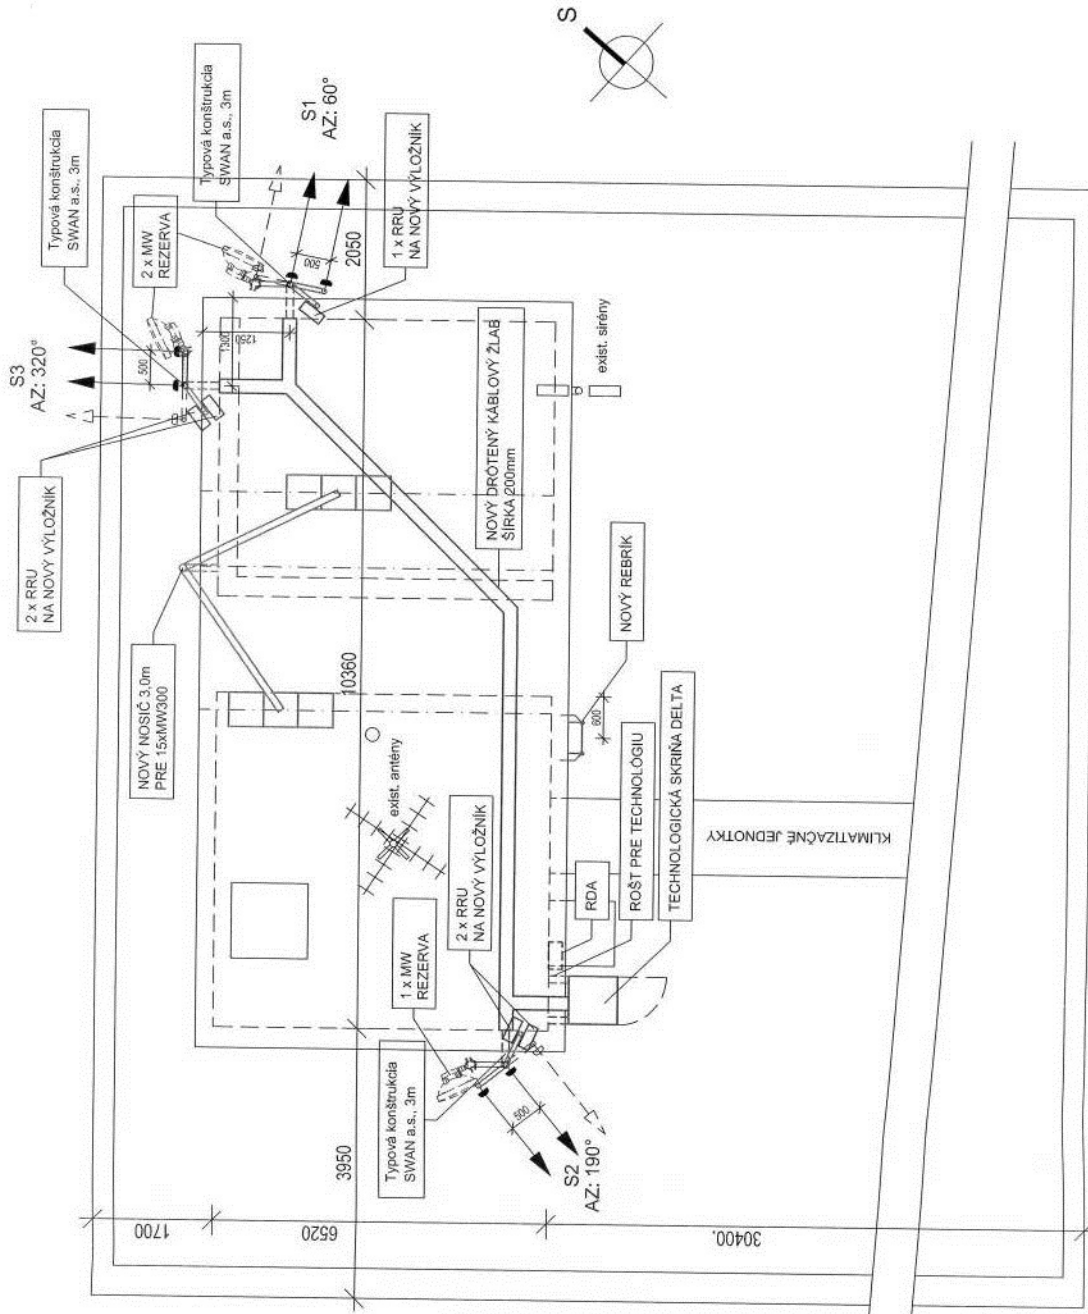 S
Typová konštrukcia
SWAN a.s., 3m
Typová konštrukcia
SWAN a.s., 3m
S1
AZ: 60°
2 x MW
REZERVA
1 x RRU
NA NOVÝ VÝLOŽNÍK
2050
500
1300
1250
S3
AZ: 320°
500
2 x RRU
NA NOVÝ VÝLOŽNÍK
exist. sirény
NOVÝ DRÔTENÝ KÁBLOVÝ ŽĽAB
ŠÍRKA 200mm
NOVÝ REBRÍK
600
NOVÝ NOSIČ 3,0m
PRE 15xMW300
10360
exist. antény
2 x RRU
NA NOVÝ VÝLOŽNÍK
1 x MW
REZERVA
Typová konštrukcia
SWAN a.s., 3m
RDA
ROŠT PRE TECHNOLÓGIU
TECHNOLOGICKÁ SKRIŇA DELTA
KLIMATIZAČNÉ JEDNOTKY
500
S2
AZ: 190°
3950
1700
6520
30400.